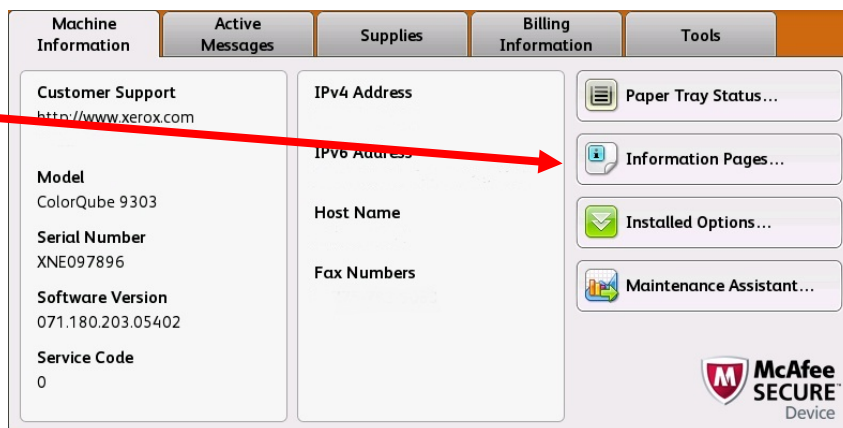 Machine Information
Active Messages
Supplies
Billing Information
Tools
Customer Support
http://www.xerox.com
Model
ColorQube 9303
Serial Number
XNE097896
Software Version
071.180.203.05402
Service Code
0
IPv4 Address
IPv6 Address
Host Name
Fax Numbers
Paper Tray Status...
Information Pages...
Installed Options...
Maintenance Assistant...
McAfee
SECURE
Device